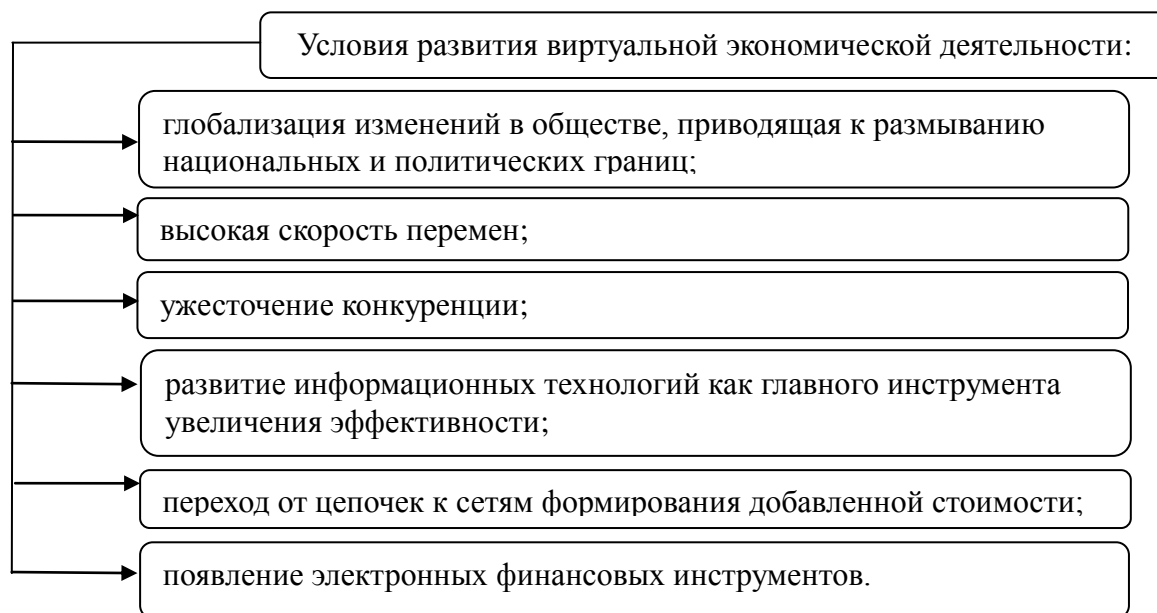 Условия развития виртуальной экономической деятельности:
глобализация изменений в обществе, приводящая к размыванию
национальных и политических границ;
высокая скорость перемен;
ужесточение конкуренции;
развитие информационных технологий как главного инструмента
увеличения эффективности;
переход от цепочек к сетям формирования добавленной стоимости;
появление электронных финансовых инструментов.